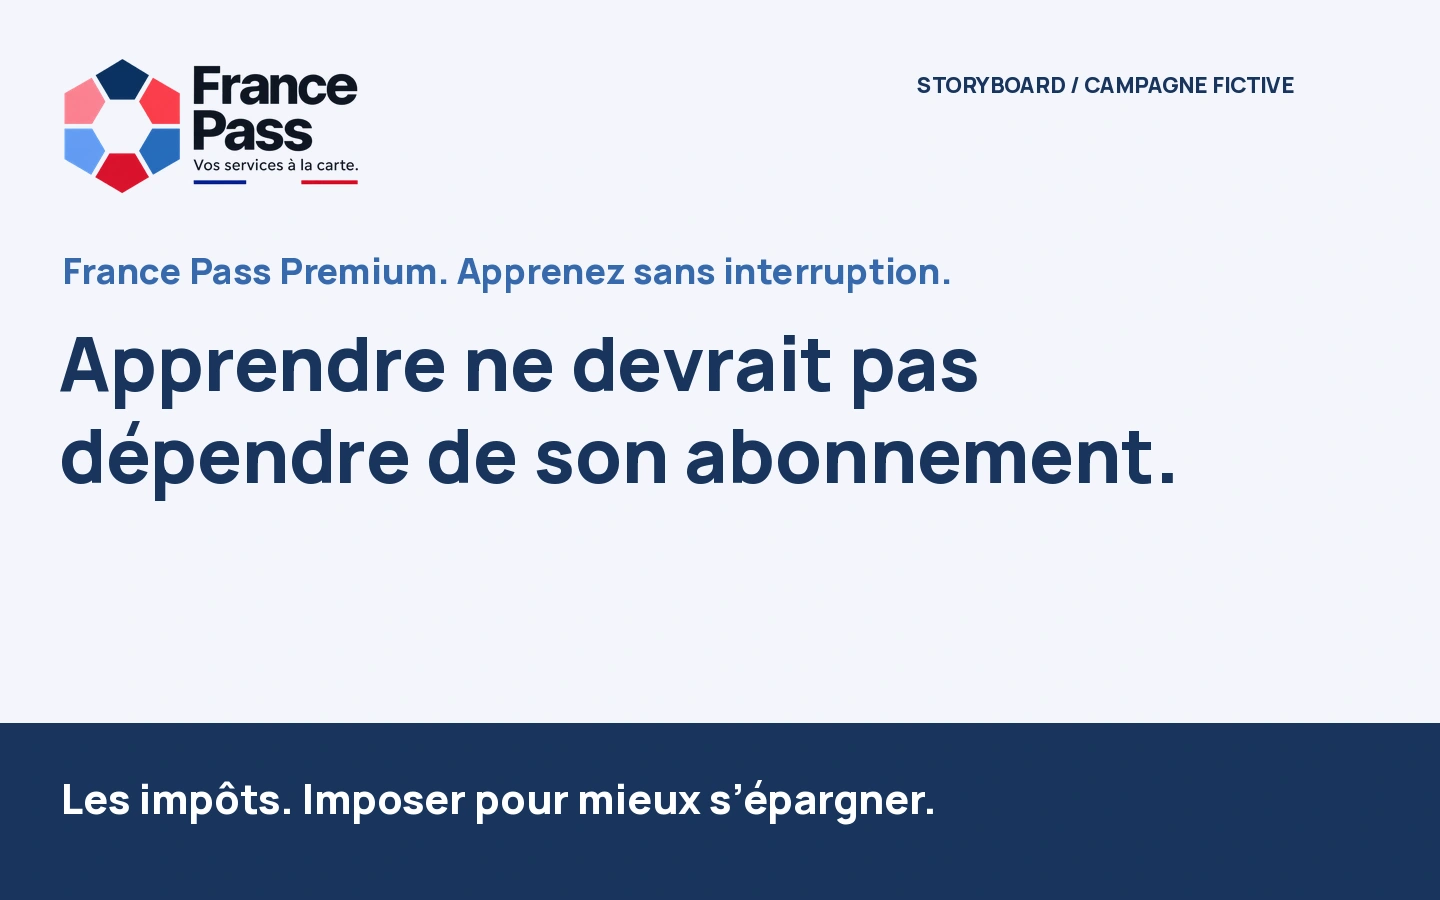 France
Pass
Vos services à la carte.
STORYBOARD / CAMPAGNE FICTIVE
France Pass Premium. Apprenez sans interruption.
Apprendre ne devrait pas
dépendre de son abonnement.
Les impôts. Imposer pour mieux s’épargner.